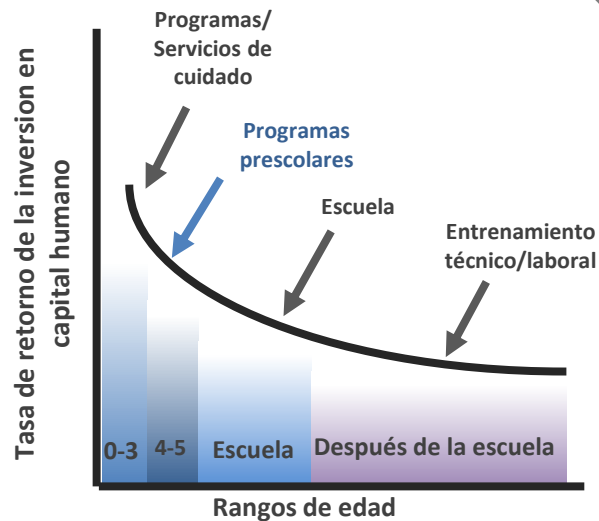 Programas/
Servicios de
cuidado
Programas
prescolares
Escuela
Entrenamiento
técnico/laboral
Tasa de retorno de la inversion en
capital humano
0-3
4-5
Escuela
Después de la escuela
Rangos de edad